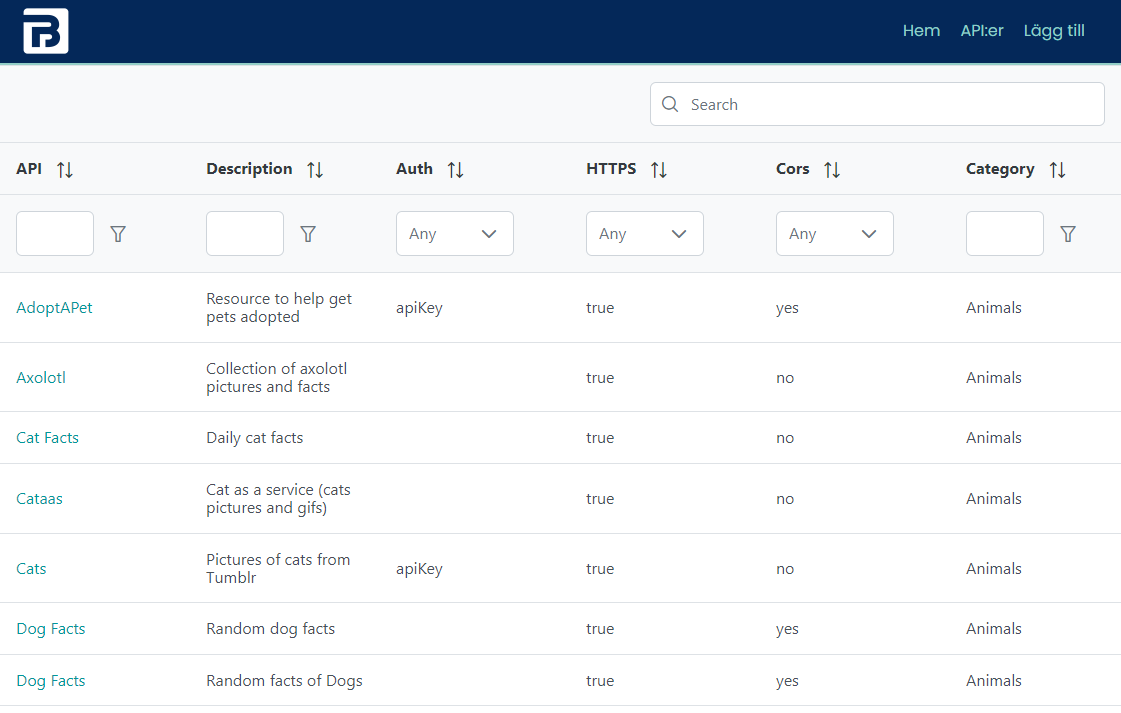 Hem API:er Lägg till
Search
API Description Auth HTTPS Cors Category
Any Any Any
AdoptAPet Resource to help get pets adopted apiKey true yes Animals
Axolotl Collection of axolotl pictures and facts true no Animals
Cat Facts Daily cat facts true no Animals
Cataas Cat as a service (cats pictures and gifs) true no Animals
Cats Pictures of cats from Tumblr apiKey true no Animals
Dog Facts Random dog facts true yes Animals
Dog Facts Random facts of Dogs true yes Animals